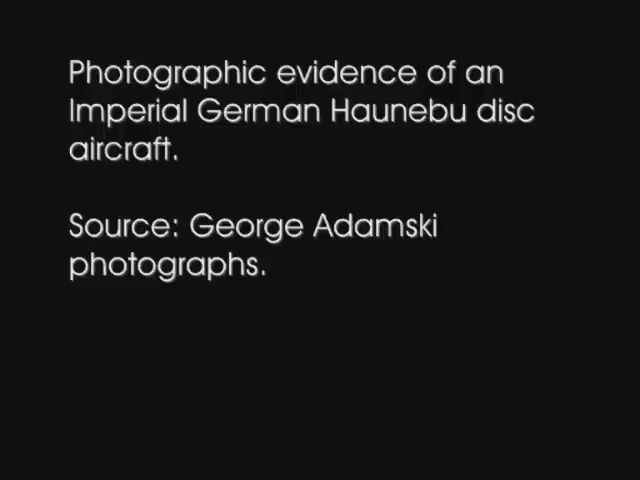 Photographic evidence of an
Imperial German Haunebu disc
aircraft.
Source: George Adamski
photographs.